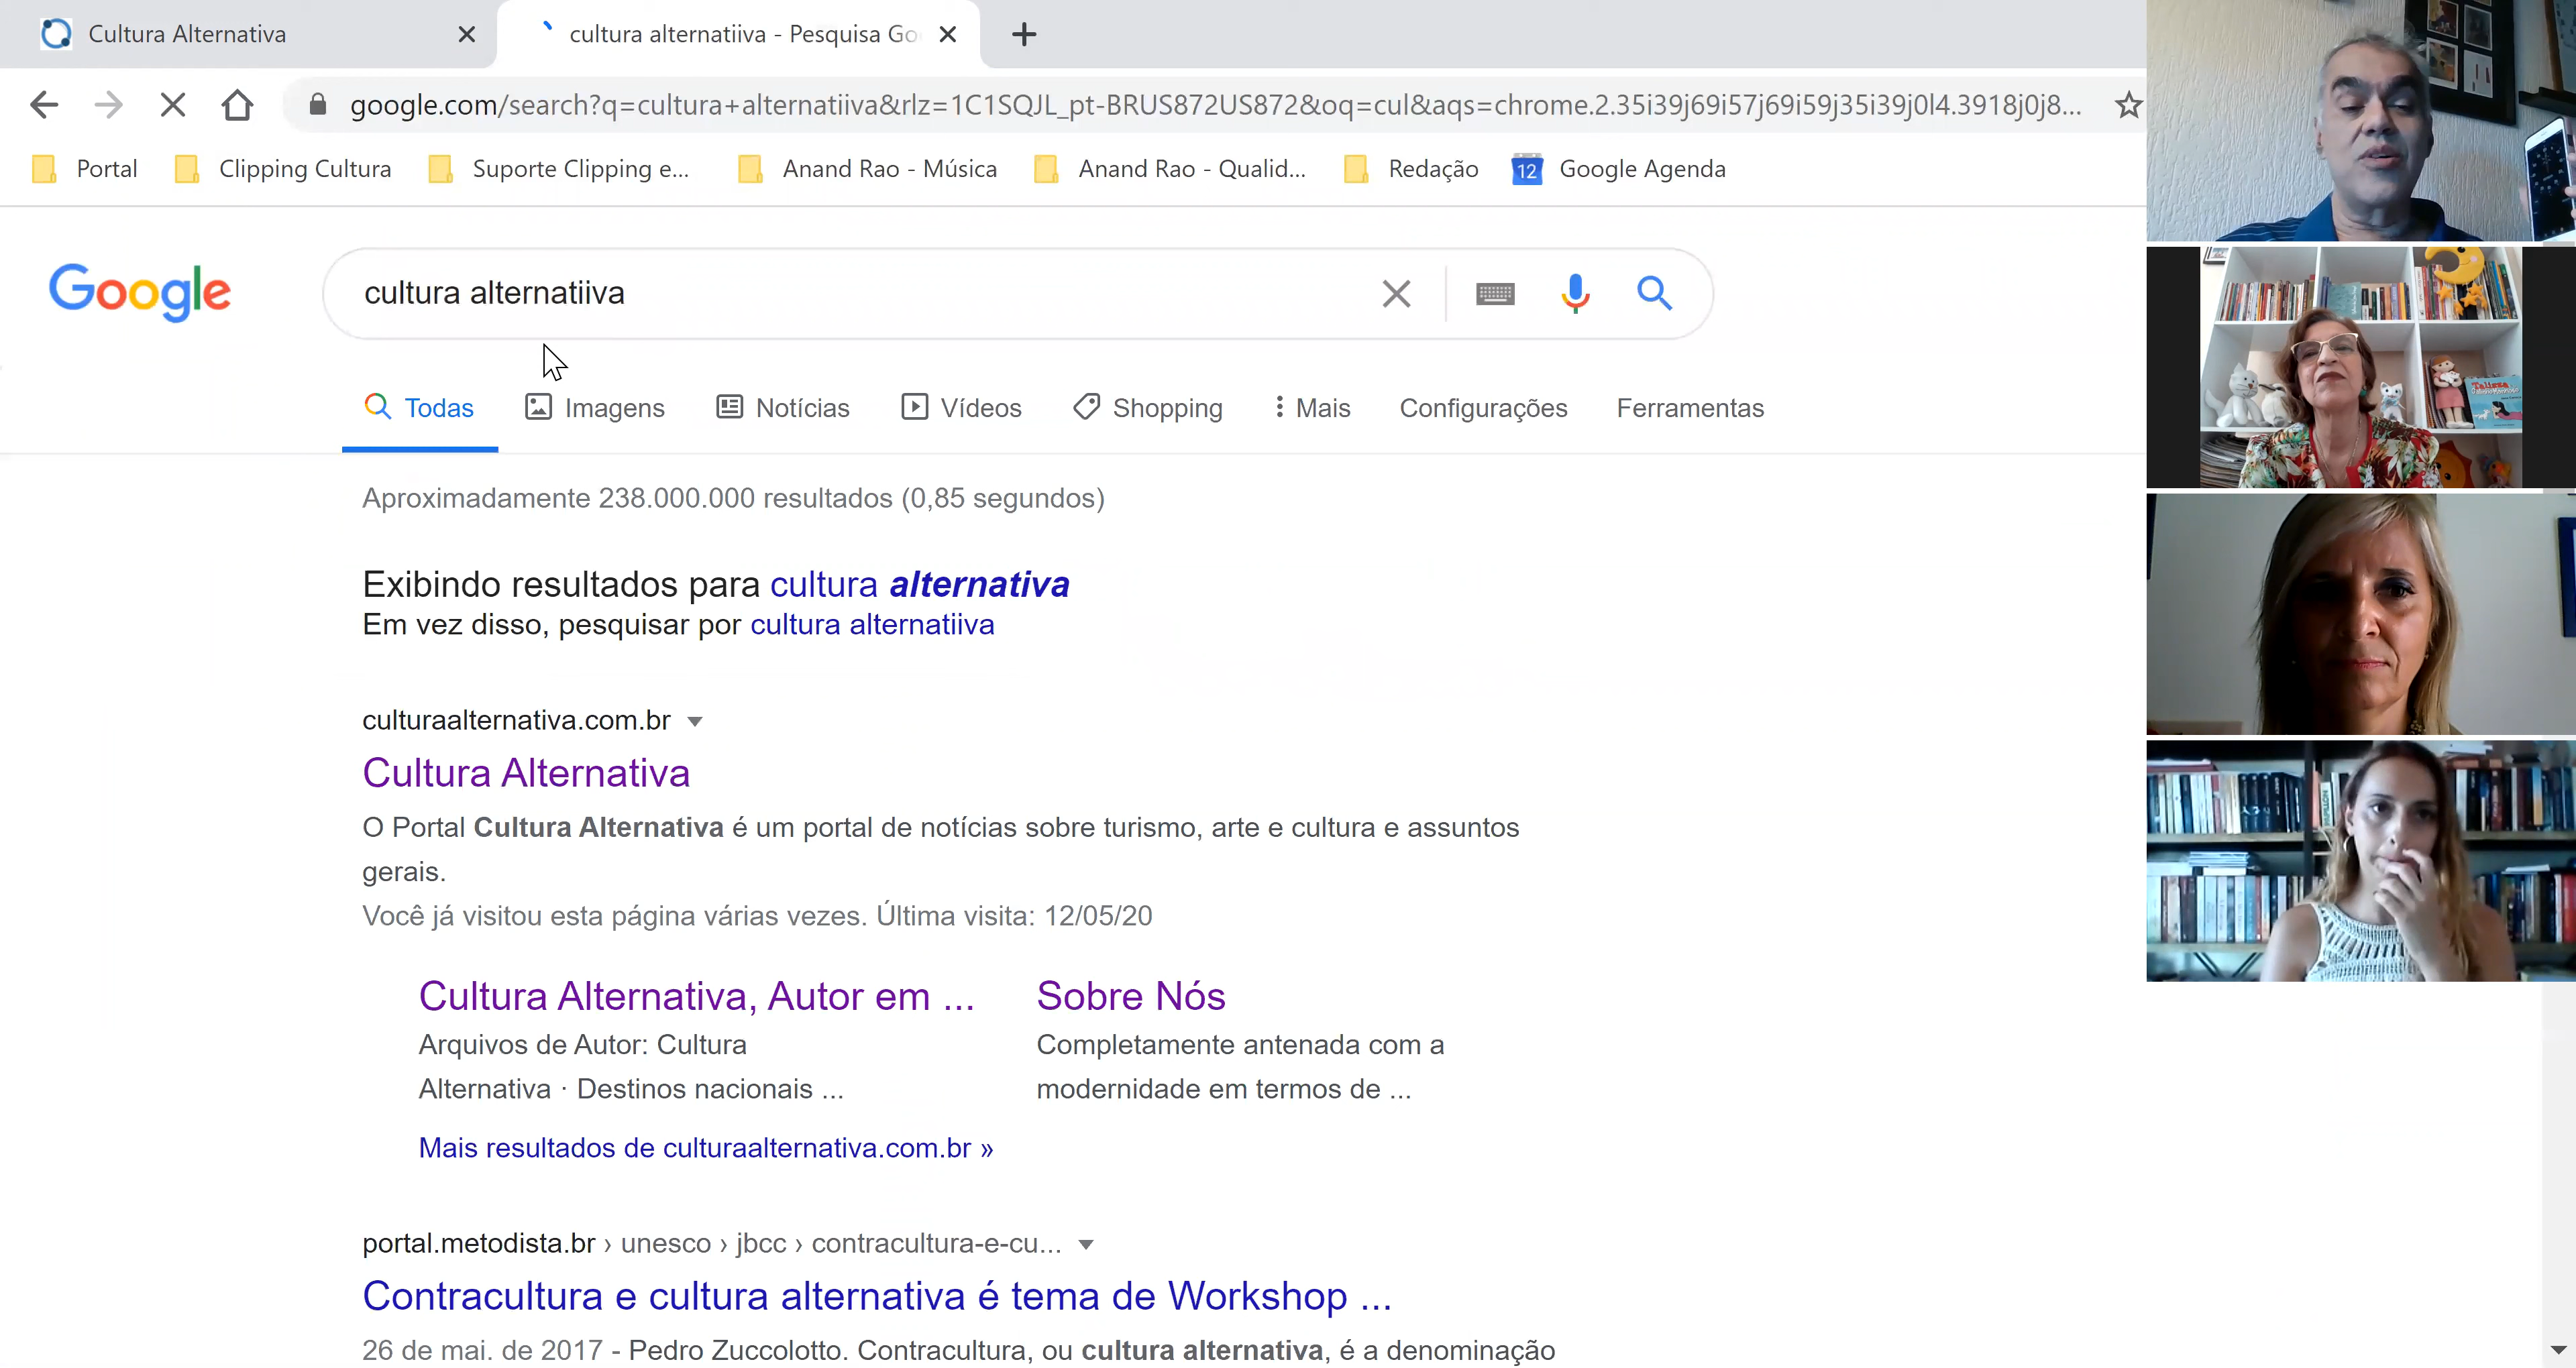 Cultura Alternativa
cultura alternatiiva - Pesquisa Go
google.com/search?q=cultura+alternatiiva&rlz=1C1SQJL_pt-BRUS872US872&oq=cul&aqs=chrome.2.35i39j69i57j69i59j35i39j0l4.3918j0j8...
Portal
Clipping Cultura
Suporte Clipping e...
Anand Rao - Música
Anand Rao - Qualid...
Redação
12
Google Agenda
Google
cultura alternatiiva
Todas
Imagens
Notícias
Vídeos
Shopping
Mais
Configurações
Ferramentas
Aproximadamente 238.000.000 resultados (0,85 segundos)
Exibindo resultados para cultura alternativa
Em vez disso, pesquisar por cultura alternatiiva
culturaalternativa.com.br
Cultura Alternativa
O Portal Cultura Alternativa é um portal de notícias sobre turismo, arte e cultura e assuntos
gerais.
Você já visitou esta página várias vezes. Última visita: 12/05/20
Cultura Alternativa, Autor em ...
Arquivos de Autor: Cultura
Alternativa · Destinos nacionais ...
Sobre Nós
Completamente antenada com a
modernidade em termos de ...
Mais resultados de culturaalternativa.com.br »
portal.metodista.br › unesco › jbcc › contracultura-e-cu...
Contracultura e cultura alternativa é tema de Workshop ...
26 de mai. de 2017 - Pedro Zuccolotto. Contracultura, ou cultura alternativa, é a denominação